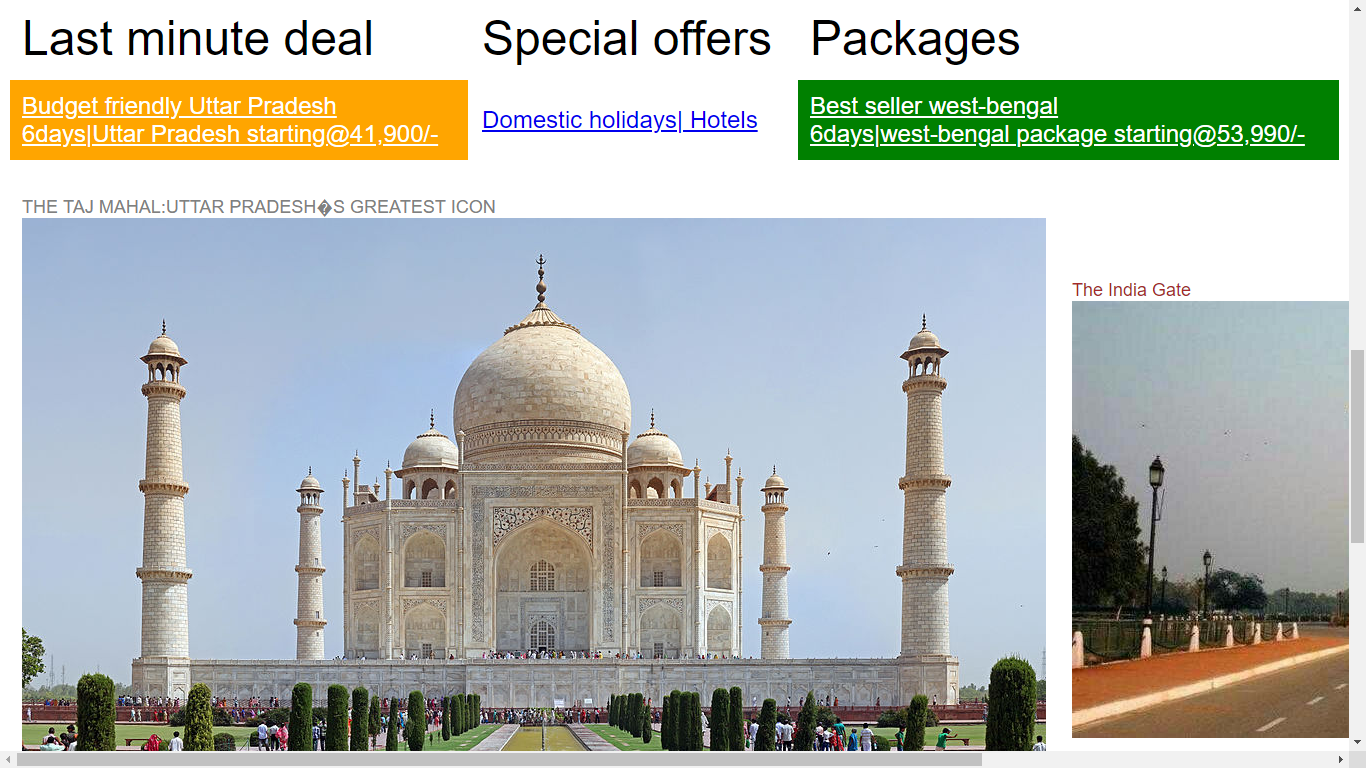 Last minute deal
Special offers
Packages
Budget friendly Uttar Pradesh
6days|Uttar Pradesh starting@41,900/-
Domestic holidays| Hotels
Best seller west-bengal
6days|west-bengal package starting@53,990/-
THE TAJ MAHAL:UTTAR PRADESH�S GREATEST ICON
The India Gate